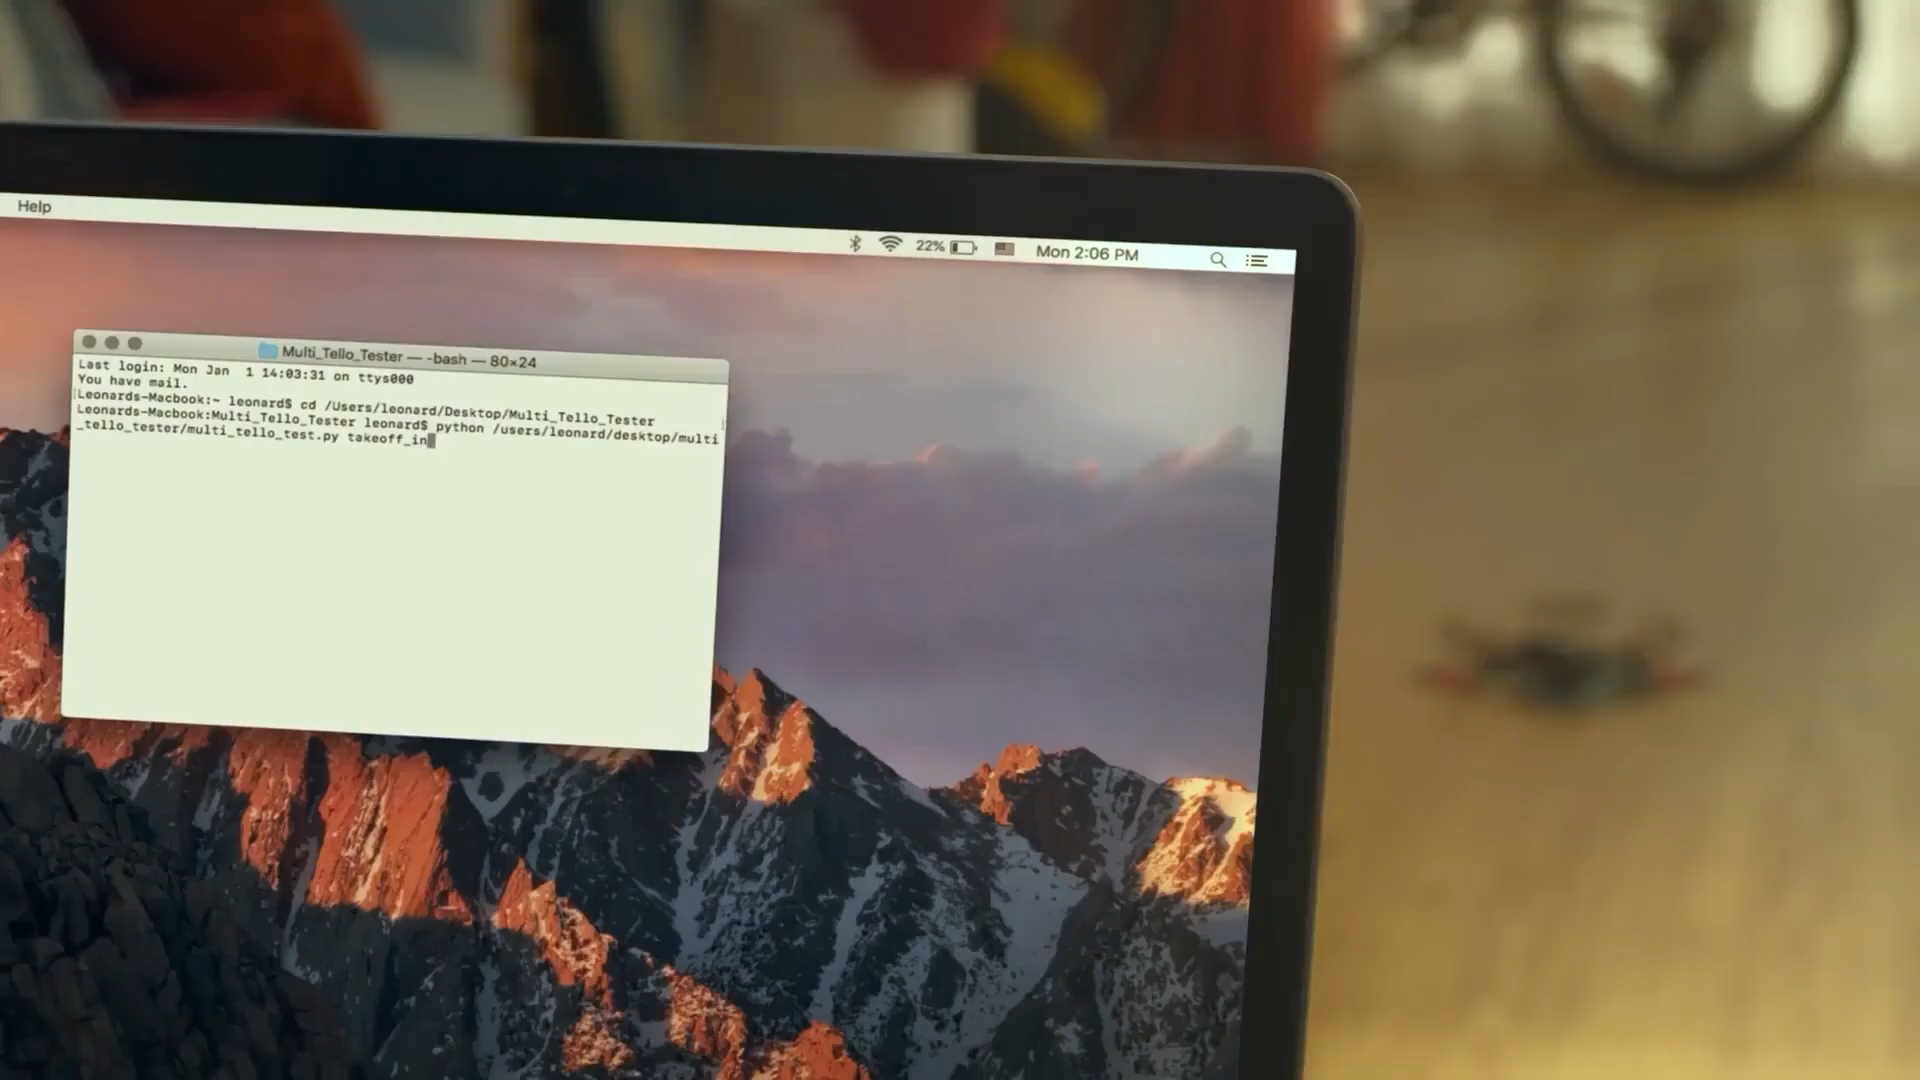 Help
22%
Mon 2:06 PM
Multi_Tello_Tester — -bash — 80×24
Last login: Mon Jan  1 14:03:31 on ttys000
You have mail.
Leonards-Macbook:~ leonard$ cd /Users/leonard/Desktop/Multi_Tello_Tester
Leonards-Macbook:Multi_Tello_Tester leonard$ python /users/leonard/desktop/multi
_tello_tester/multi_tello_test.py takeoff_in